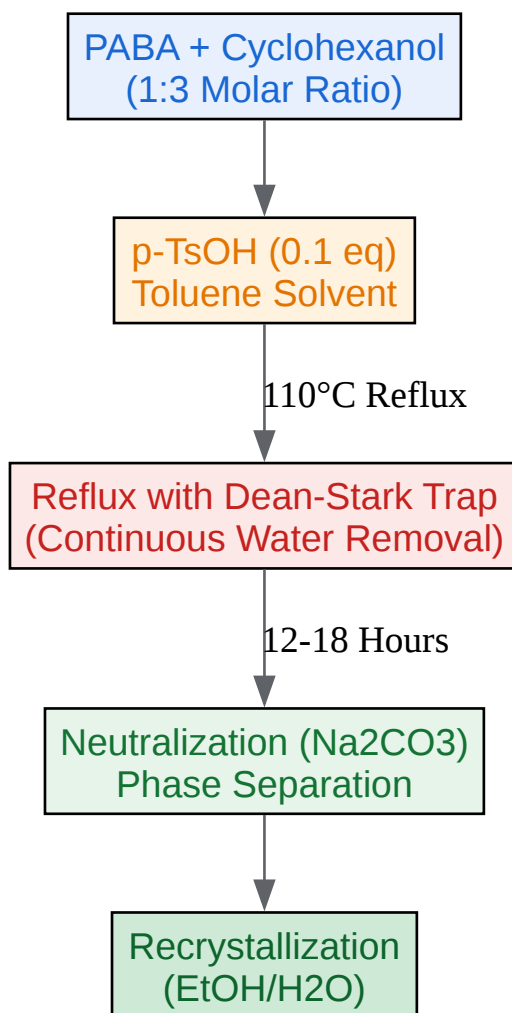 PABA + Cyclohexanol
(1:3 Molar Ratio)
p-TsOH (0.1 eq)
Toluene Solvent
110°C Reflux
Reflux with Dean-Stark Trap
(Continuous Water Removal)
12-18 Hours
Neutralization (Na2CO3)
Phase Separation
Recrystallization
(EtOH/H2O)